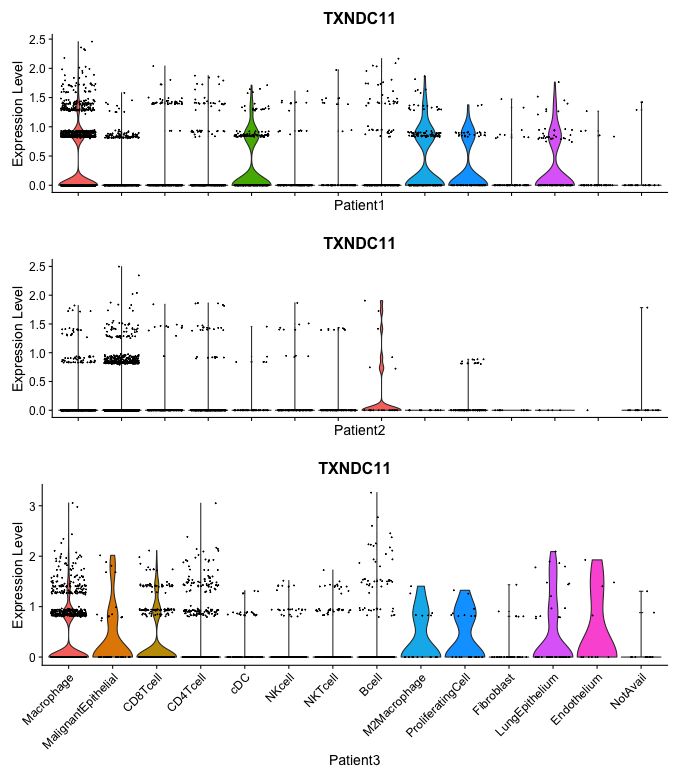 TXNDC11
Expression Level
2.5
2.0
1.5
1.0
0.5
0.0
Patient1
TXNDC11
Expression Level
2.5
2.0
1.5
1.0
0.5
0.0
Patient2
TXNDC11
Expression Level
3
2
1
0
Macrophage
MalignantEpithelial
CD8Tcell
CD4Tcell
cDC
NKcell
NKTcell
Bcell
M2Macrophage
ProliferatingCell
Fibroblast
LungEpithelium
Endothelium
NotAvail
Patient3